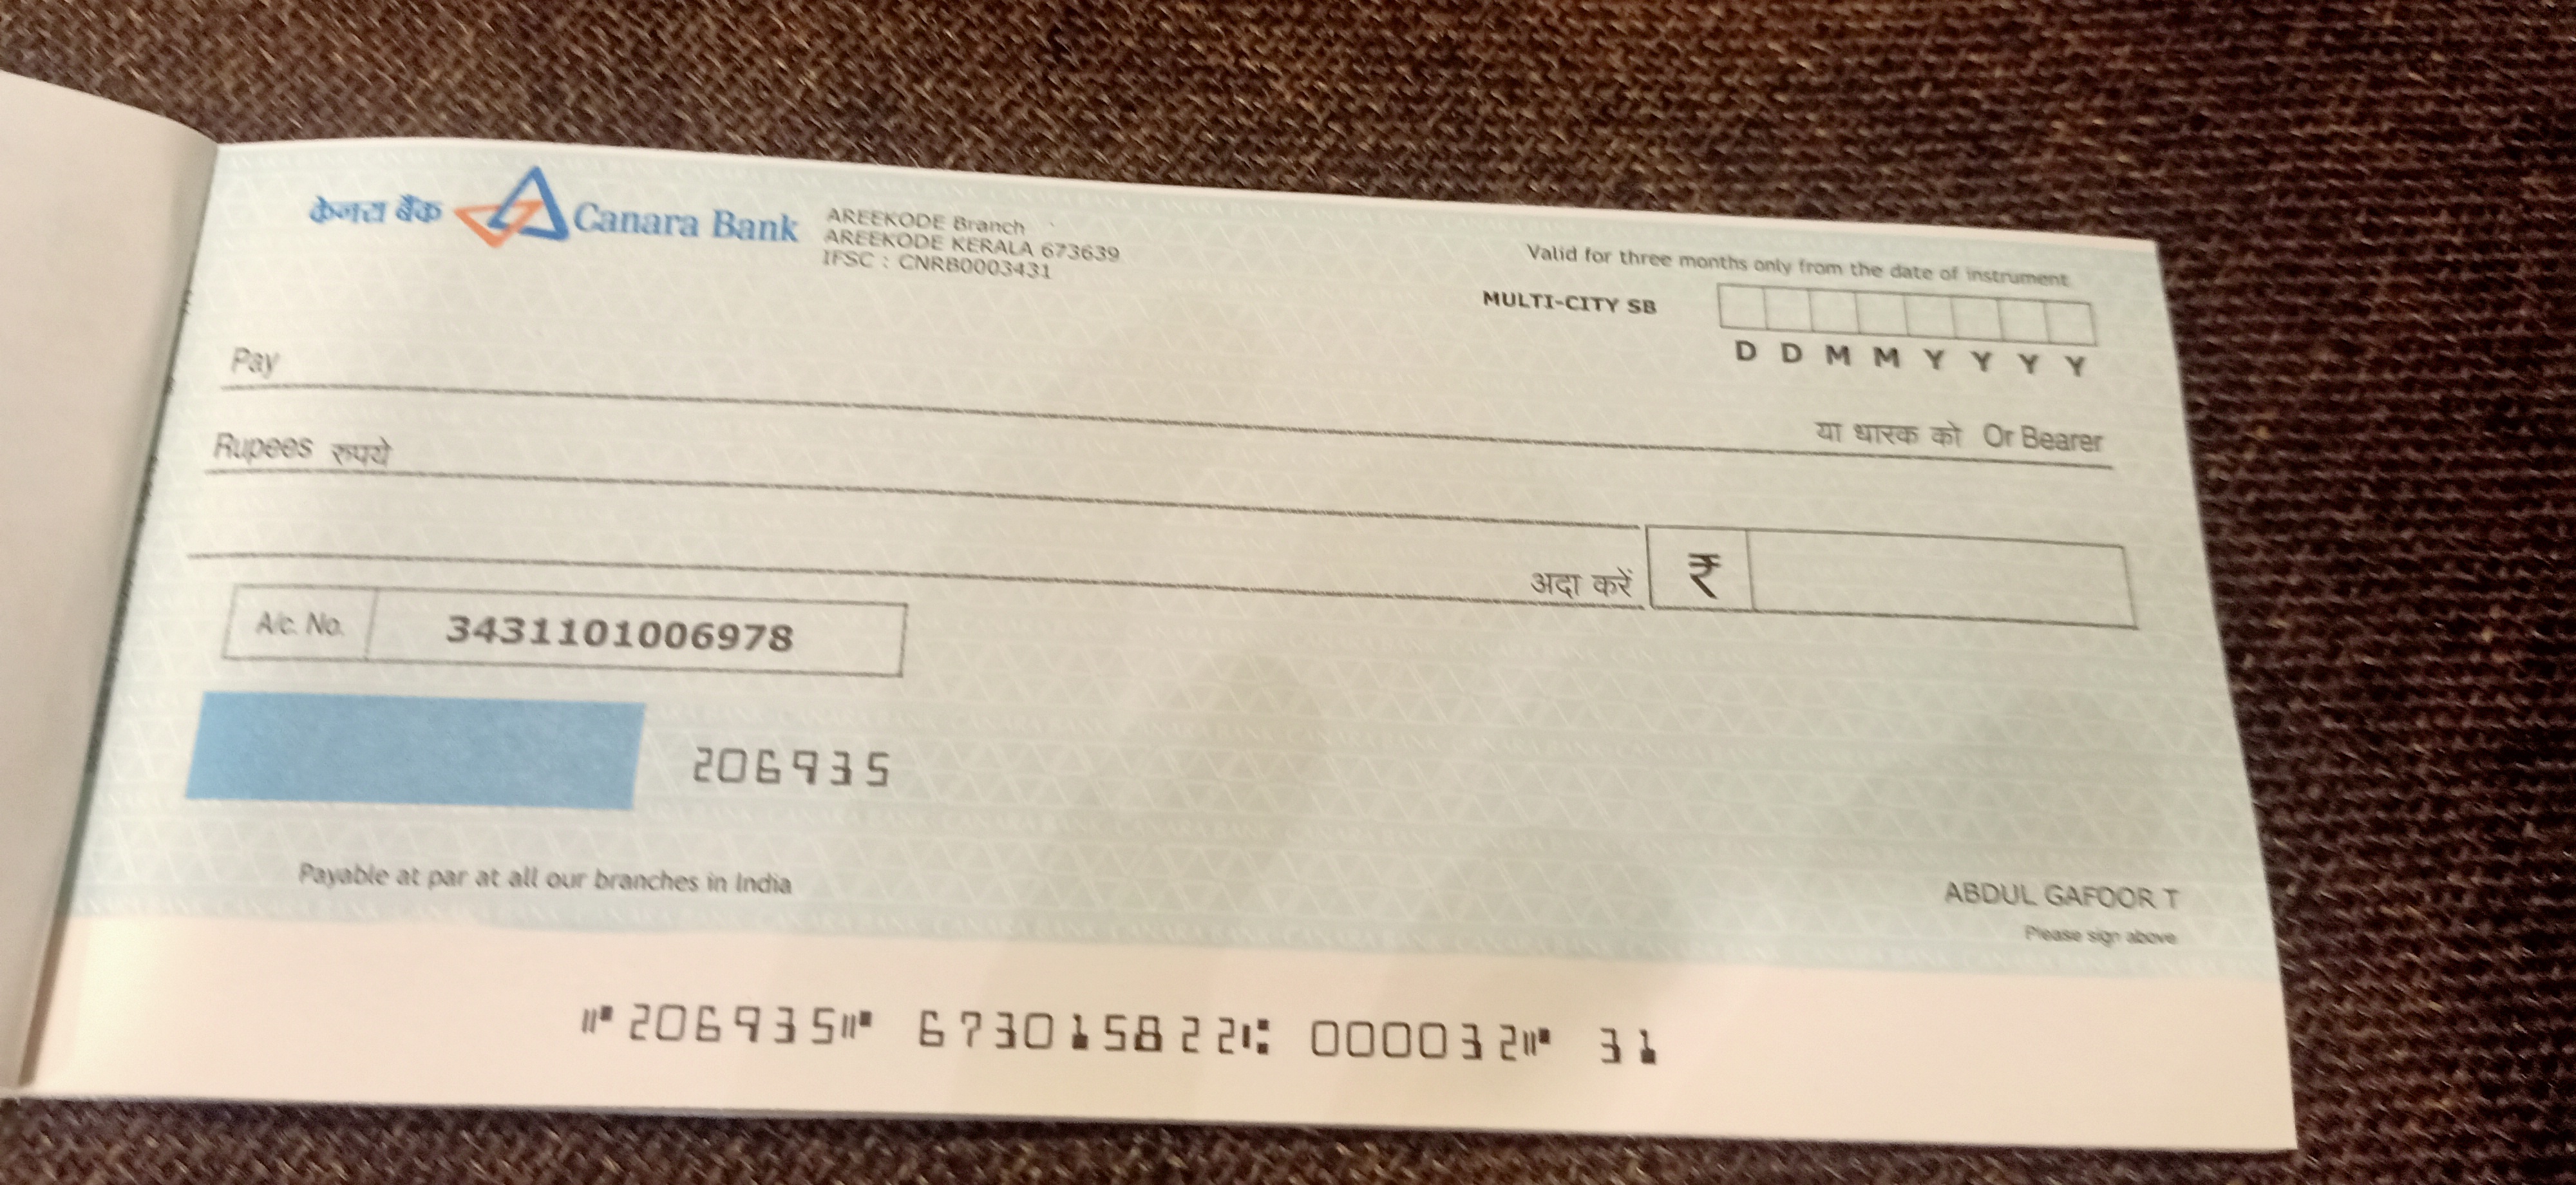 केनरा बैंक Canara Bank
AREEKODE Branch
AREEKODE KERALA 673639
IFSC : CNRB0003431
Valid for three months only from the date of instrument
MULTI-CITY SB
D D M M Y Y Y Y
Pay
या धारक को Or Bearer
Rupees रुपये
अदा करें ₹
A/c. No. 3431101006978
206935
Payable at par at all our branches in India
ABDUL GAFOOR T
Please sign above
⑈206935⑈ 673015822⑆ 000032⑈ 31